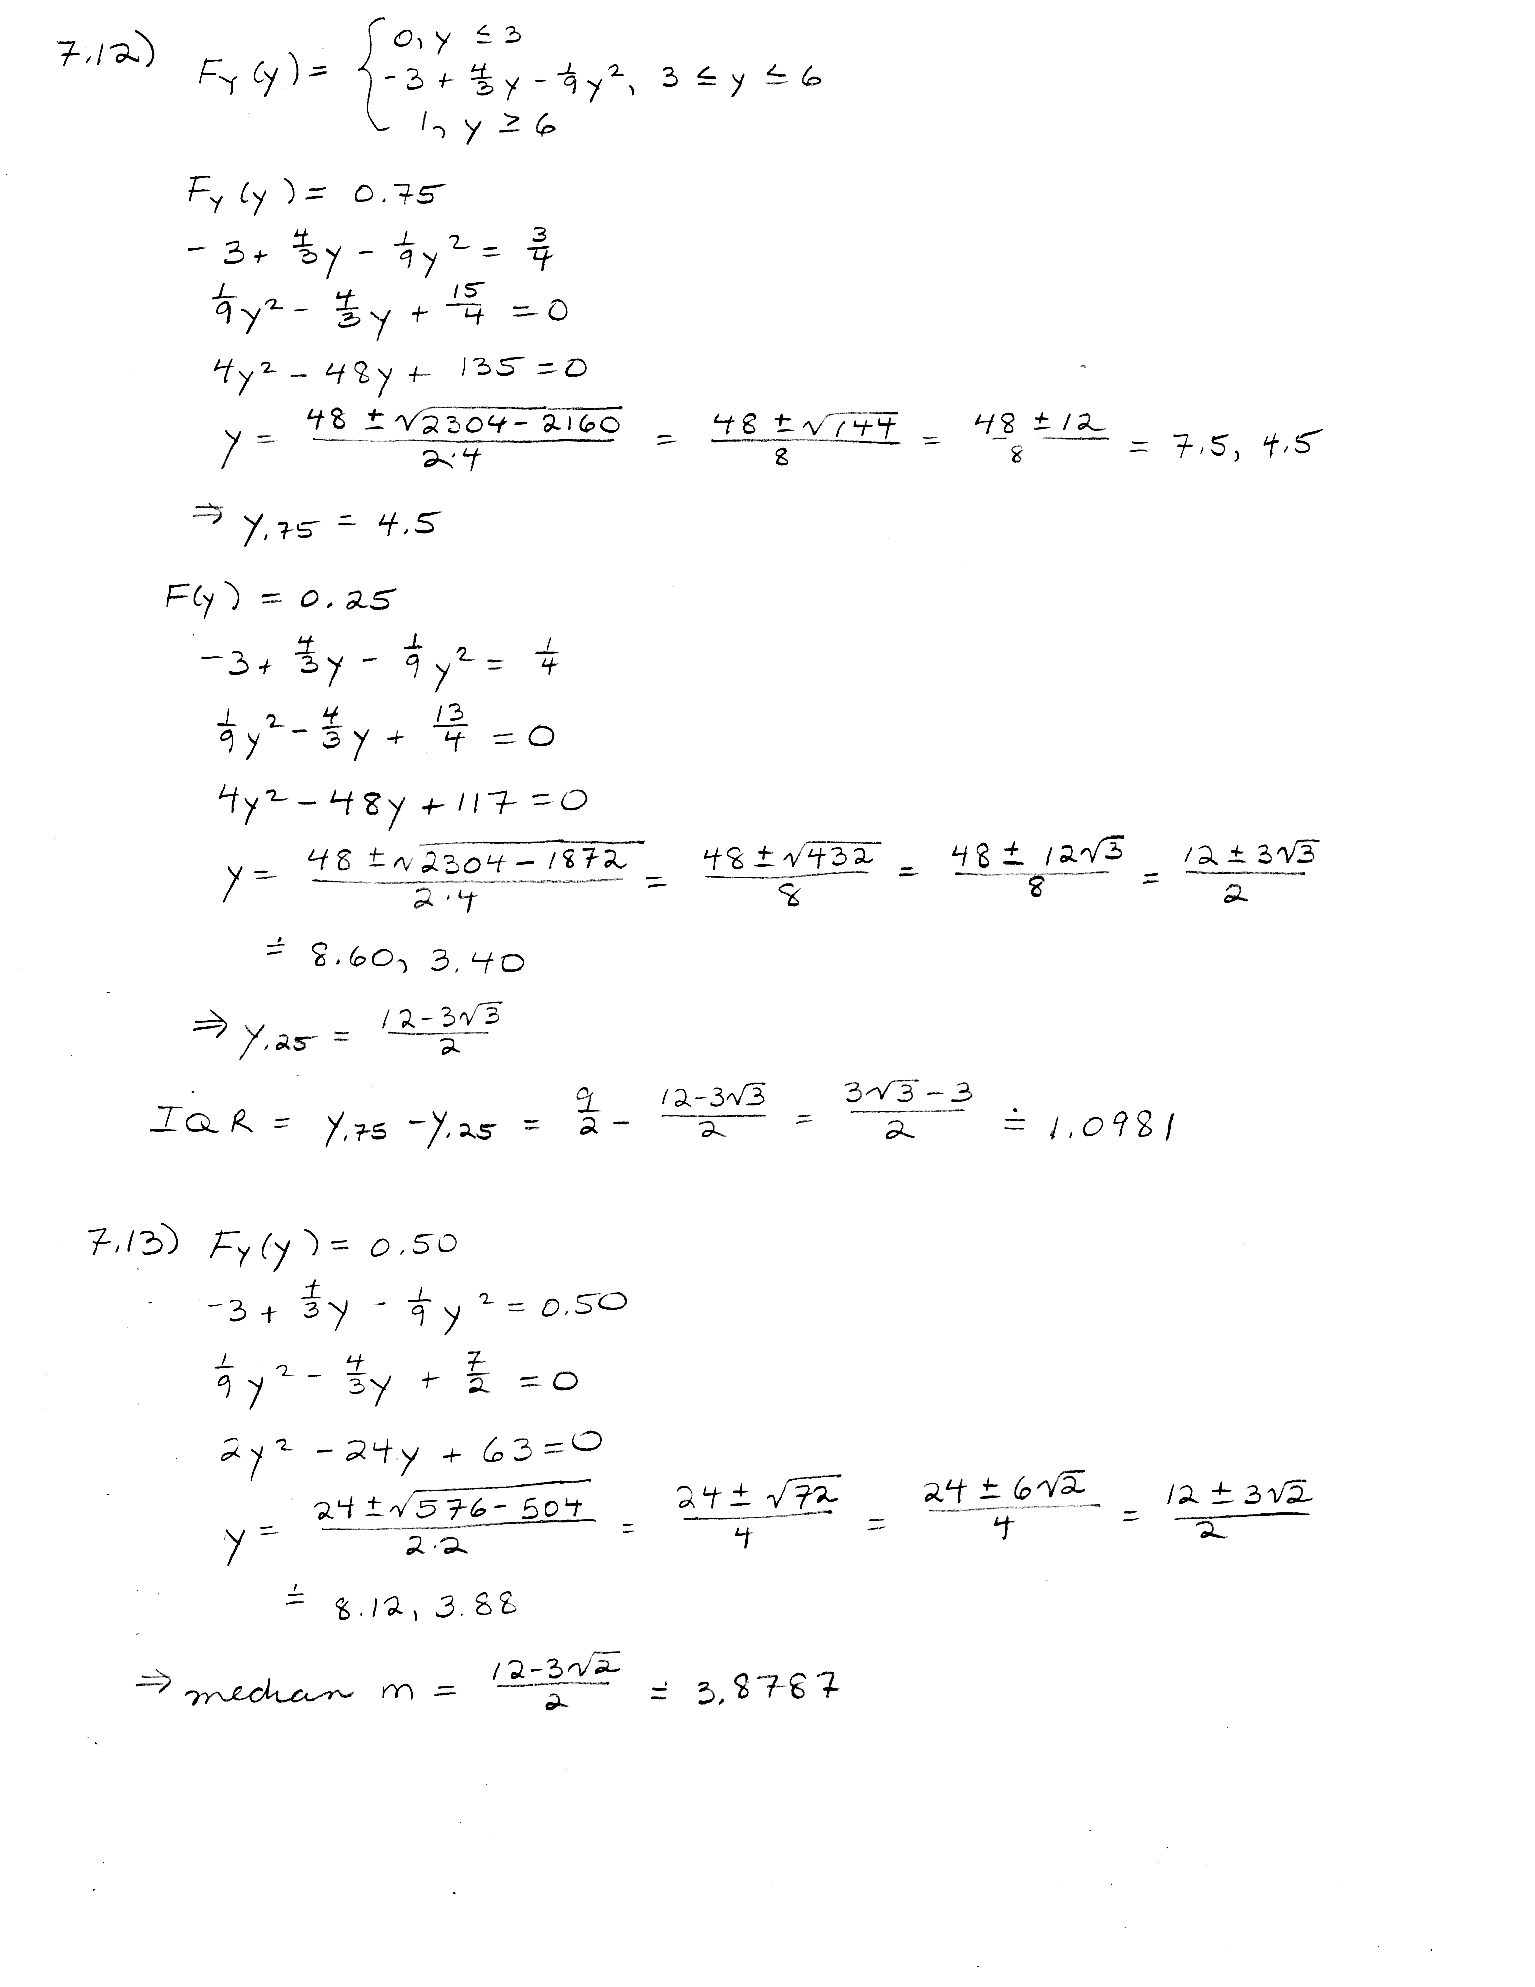 7.12) F_Y(y) = { 0, y ≤ 3
-3 + 4/3 y - 1/9 y², 3 ≤ y ≤ 6
1, y ≥ 6
F_Y(y) = 0.75
-3 + 4/3 y - 1/9 y² = 3/4
1/9 y² - 4/3 y + 15/4 = 0
4y² - 48y + 135 = 0
y = (48 ± √(2304 - 2160))/(2·4) = (48 ± √144)/8 = (48 ± 12)/8 = 7.5, 4.5
⇒ y.75 = 4.5
F(y) = 0.25
-3 + 4/3 y - 1/9 y² = 1/4
1/9 y² - 4/3 y + 13/4 = 0
4y² - 48y + 117 = 0
y = (48 ± √(2304 - 1872))/(2·4) = (48 ± √432)/8 = (48 ± 12√3)/8 = (12 ± 3√3)/2
≐ 8.60, 3.40
⇒ y.25 = (12 - 3√3)/2
IQR = y.75 - y.25 = 9/2 - (12 - 3√3)/2 = (3√3 - 3)/2 ≐ 1.0981
7.13) F_Y(y) = 0.50
-3 + 4/3 y - 1/9 y² = 0.50
1/9 y² - 4/3 y + 7/2 = 0
2y² - 24y + 63 = 0
y = (24 ± √(576 - 504))/(2·2) = (24 ± √72)/4 = (24 ± 6√2)/4 = (12 ± 3√2)/2
≐ 8.12, 3.88
⇒ median m = (12 - 3√2)/2 ≐ 3.8787